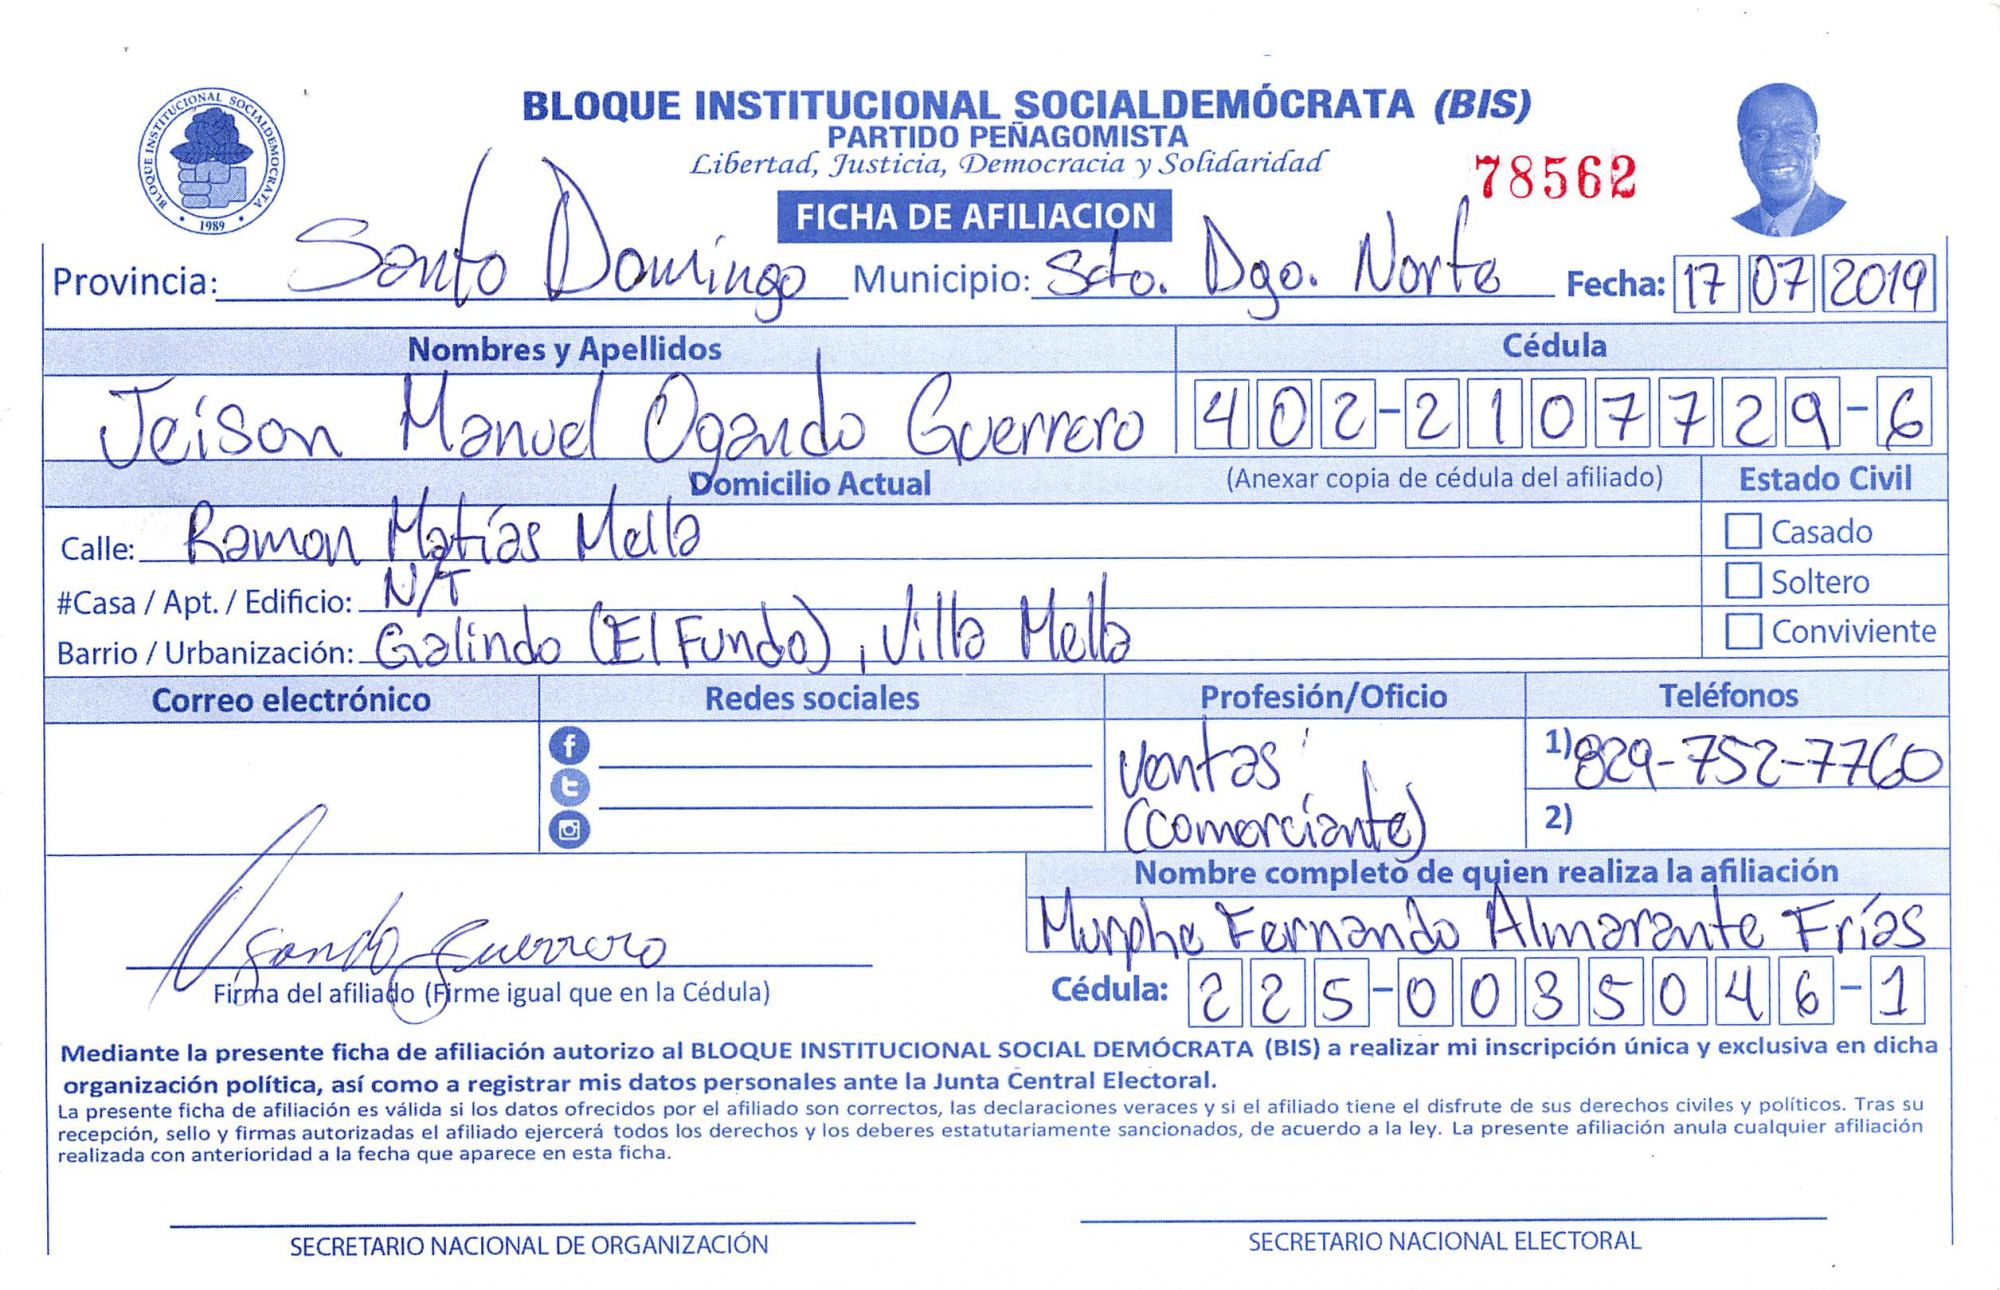 BLOQUE INSTITUCIONAL SOCIALDEMOCRATA
1989
BLOQUE INSTITUCIONAL SOCIALDEMÓCRATA (BIS)
PARTIDO PEÑAGOMISTA
Libertad, Justicia, Democracia y Solidaridad
78562
FICHA DE AFILIACION
Provincia: Santo Domingo Municipio: Sto. Dgo. Norte Fecha: 17 07 2019
Nombres y Apellidos Cédula
Jeison Manuel Ogando Guerrero 402-2107729-6
Domicilio Actual (Anexar copia de cédula del afiliado) Estado Civil
Calle: Ramon Matías Mella Casado
#Casa / Apt. / Edificio: N/T Soltero
Barrio / Urbanización: Galindo (El Fundo), Villa Mella Conviviente
Correo electrónico Redes sociales Profesión/Oficio Teléfonos
Ventas 1) 829-752-7760
(Comerciante) 2)
Nombre completo de quien realiza la afiliación
Murphe Fernando Almarante Frías
Ogando Guerrero
Firma del afiliado (Firme igual que en la Cédula) Cédula: 225-0035046-1
Mediante la presente ficha de afiliación autorizo al BLOQUE INSTITUCIONAL SOCIAL DEMÓCRATA (BIS) a realizar mi inscripción única y exclusiva en dicha
organización política, así como a registrar mis datos personales ante la Junta Central Electoral.
La presente ficha de afiliación es válida si los datos ofrecidos por el afiliado son correctos, las declaraciones veraces y si el afiliado tiene el disfrute de sus derechos civiles y políticos. Tras su
recepción, sello y firmas autorizadas el afiliado ejercerá todos los derechos y los deberes estatutariamente sancionados, de acuerdo a la ley. La presente afiliación anula cualquier afiliación
realizada con anterioridad a la fecha que aparece en esta ficha.
SECRETARIO NACIONAL DE ORGANIZACIÓN SECRETARIO NACIONAL ELECTORAL